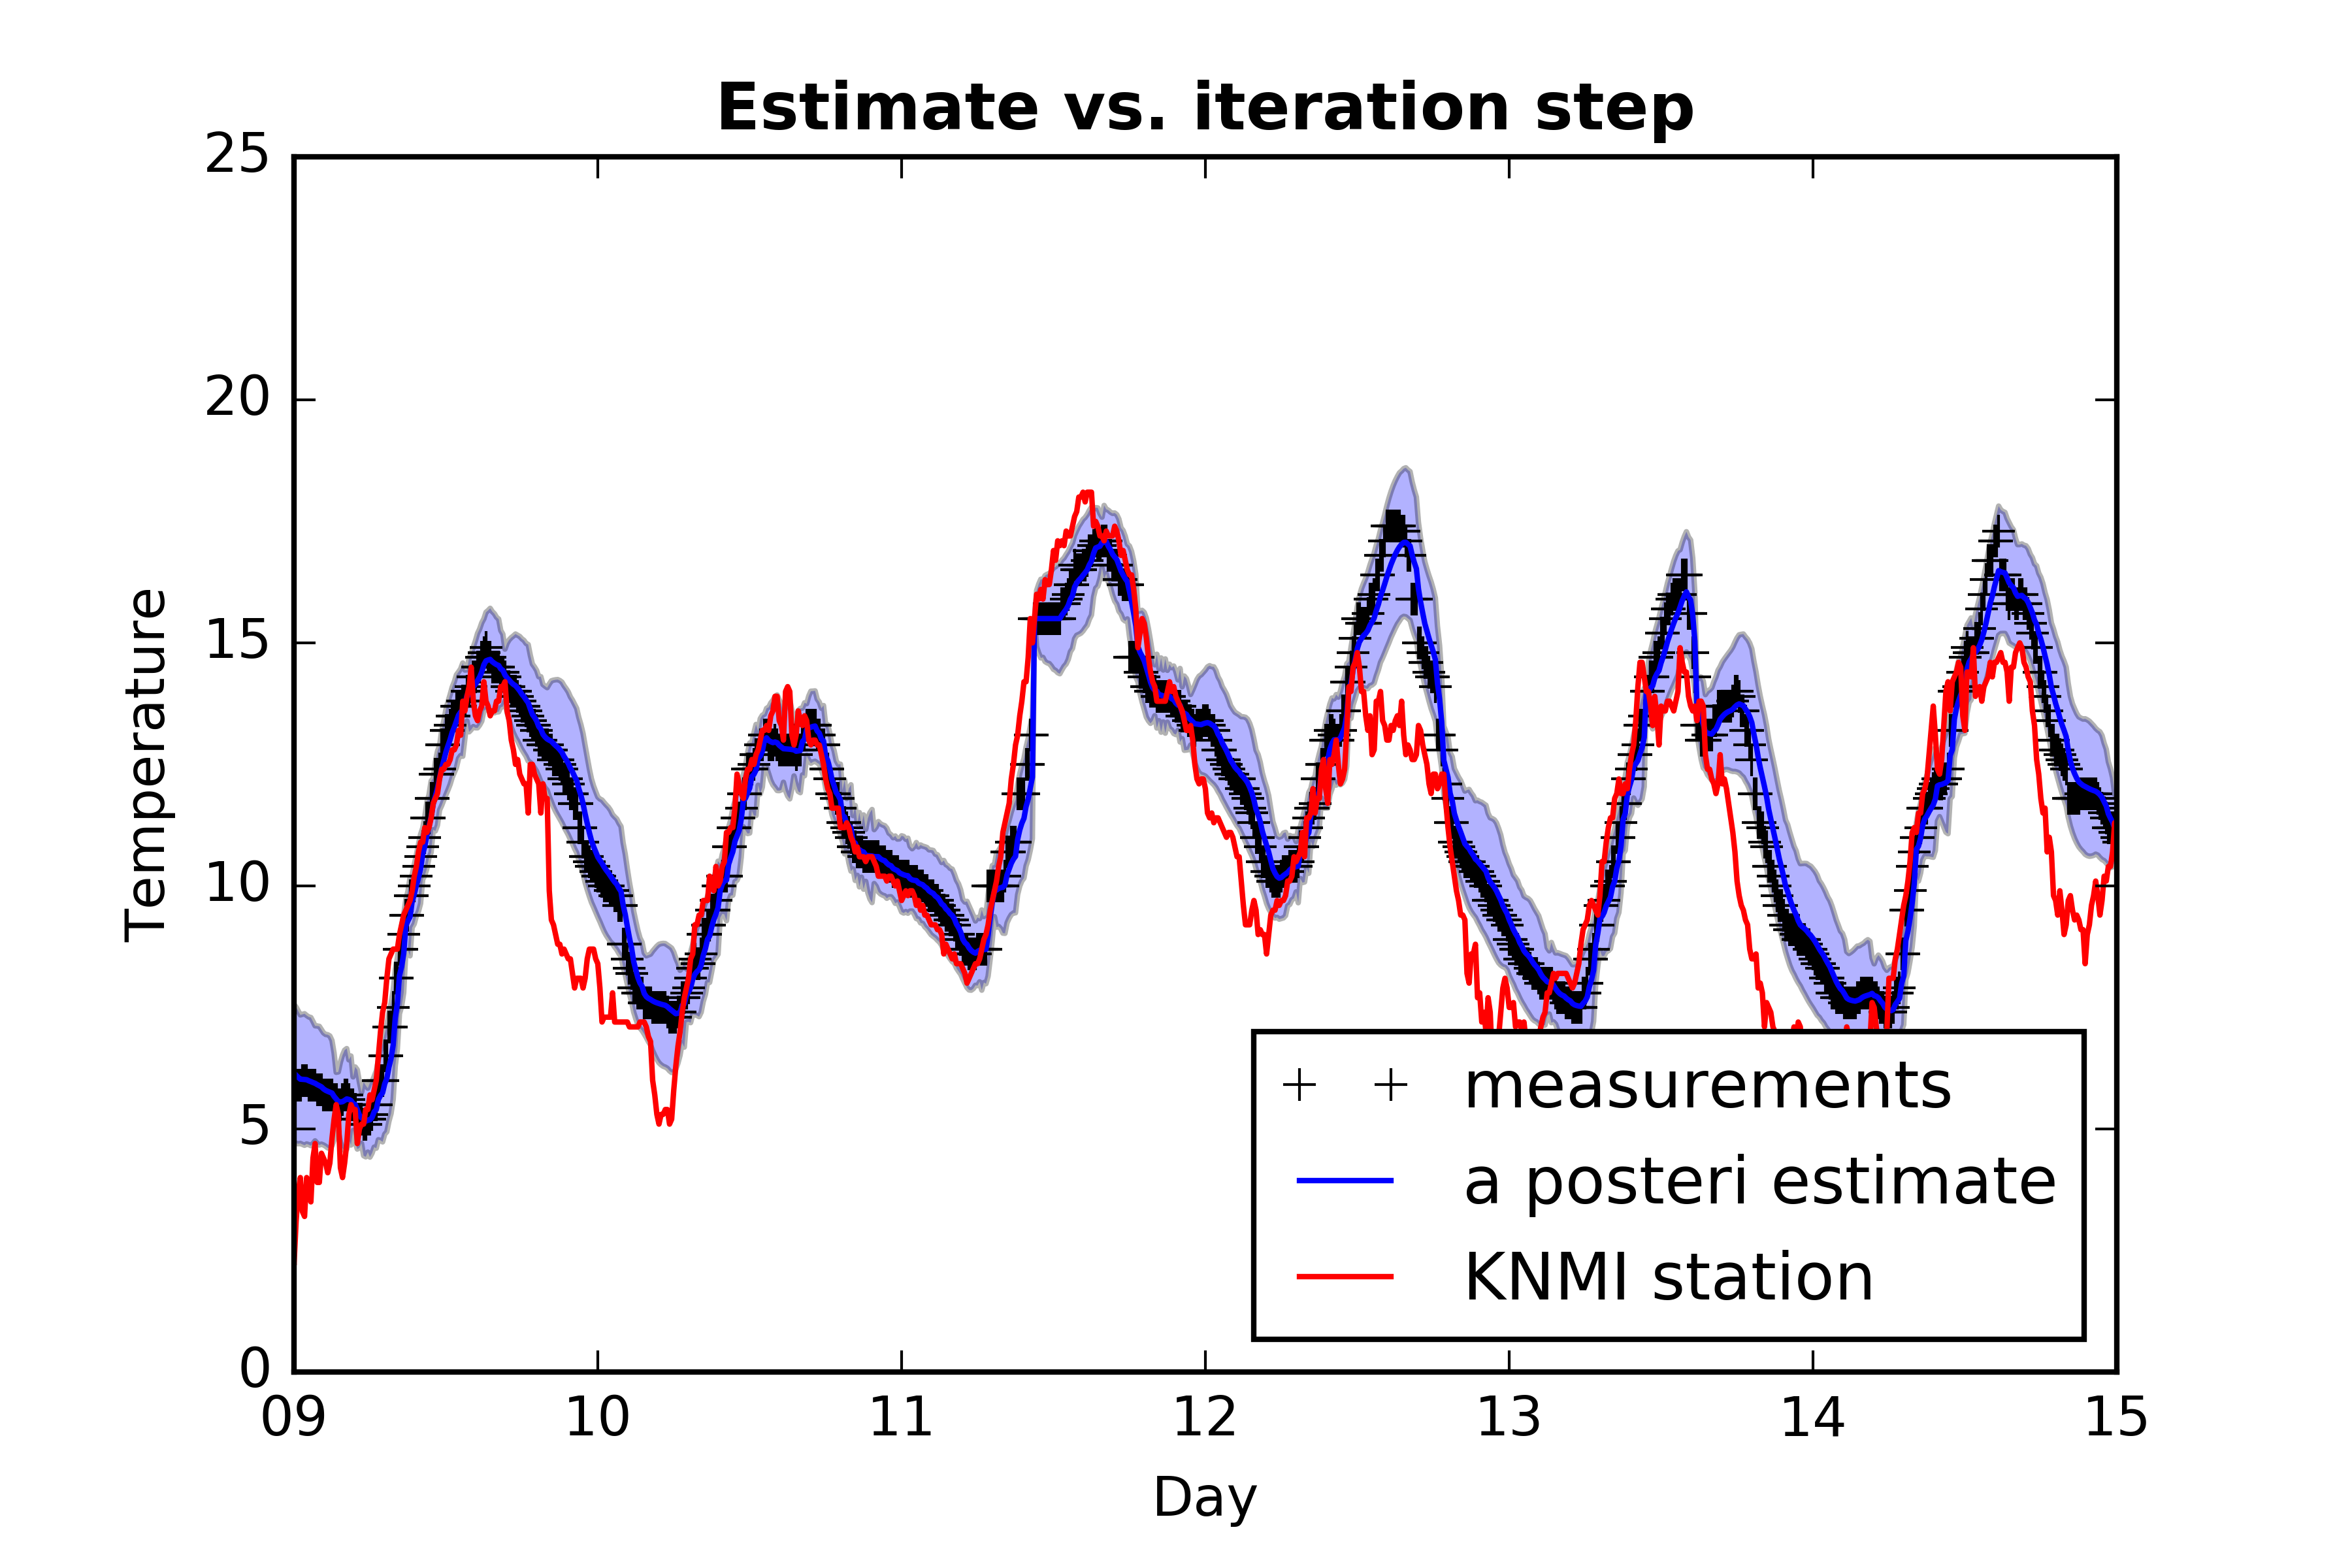 Estimate vs. iteration step
25
20
15
10
5
0
Temperature
measurements
a posteri estimate
KNMI station
09 10 11 12 13 14 15
Day